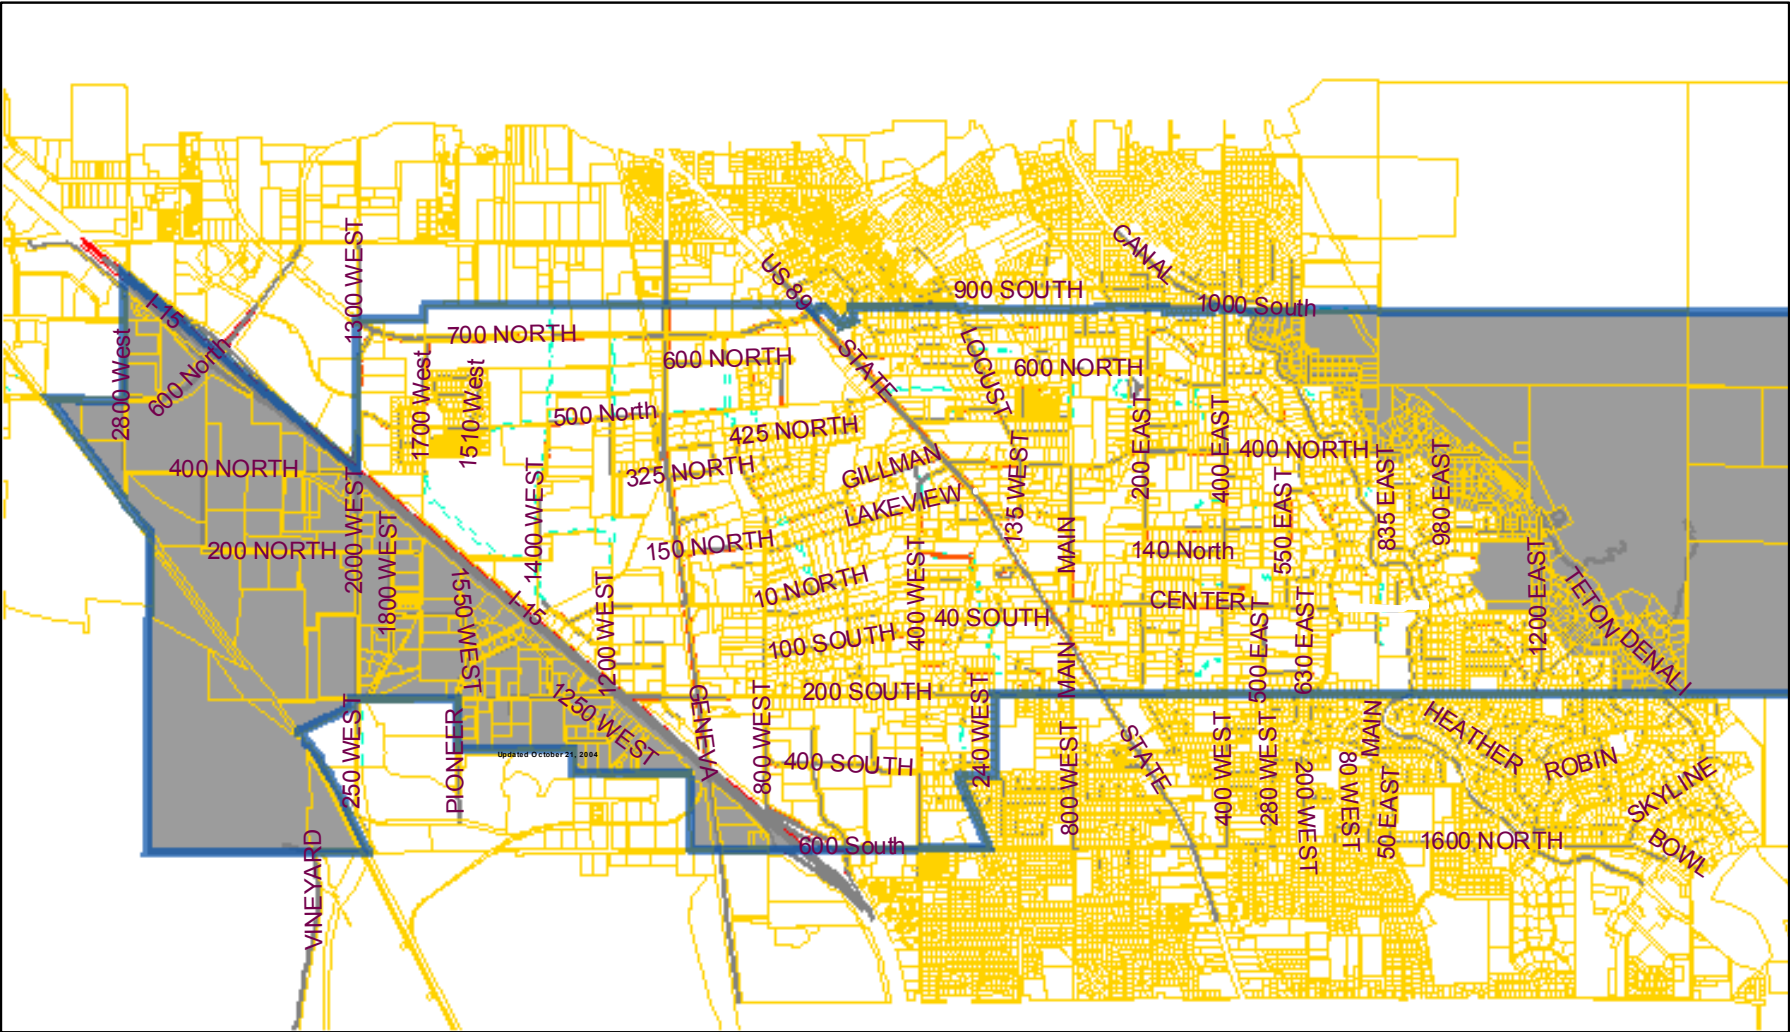 CANAL
1300 WEST
US 89
900 SOUTH
1000 South
I-15
2800 West
600 North
700 NORTH
1700 West
1510 West
600 NORTH
STATE
LOCUST
600 NORTH
500 North
425 NORTH
200 EAST
400 EAST
400 NORTH
835 EAST
980 EAST
400 NORTH
325 NORTH
GILLMAN
LAKEVIEW
135 WEST
550 EAST
2000 WEST
1800 WEST
1400 WEST
200 NORTH
150 NORTH
MAIN
140 North
1550 WEST
I-15
1200 WEST
10 NORTH
400 WEST
40 SOUTH
CENTER
500 EAST
630 EAST
1200 EAST
TETON
DENALI
100 SOUTH
MAIN
200 SOUTH
1250 WEST
GENEVA
800 WEST
240 WEST
250 WEST
PIONEER
Updated October 21, 2004
400 SOUTH
800 WEST
STATE
400 WEST
280 WEST
200 WEST
80 WEST
MAIN
50 EAST
HEATHER
ROBIN
SKYLINE
BOWL
1600 NORTH
600 South
VINEYARD